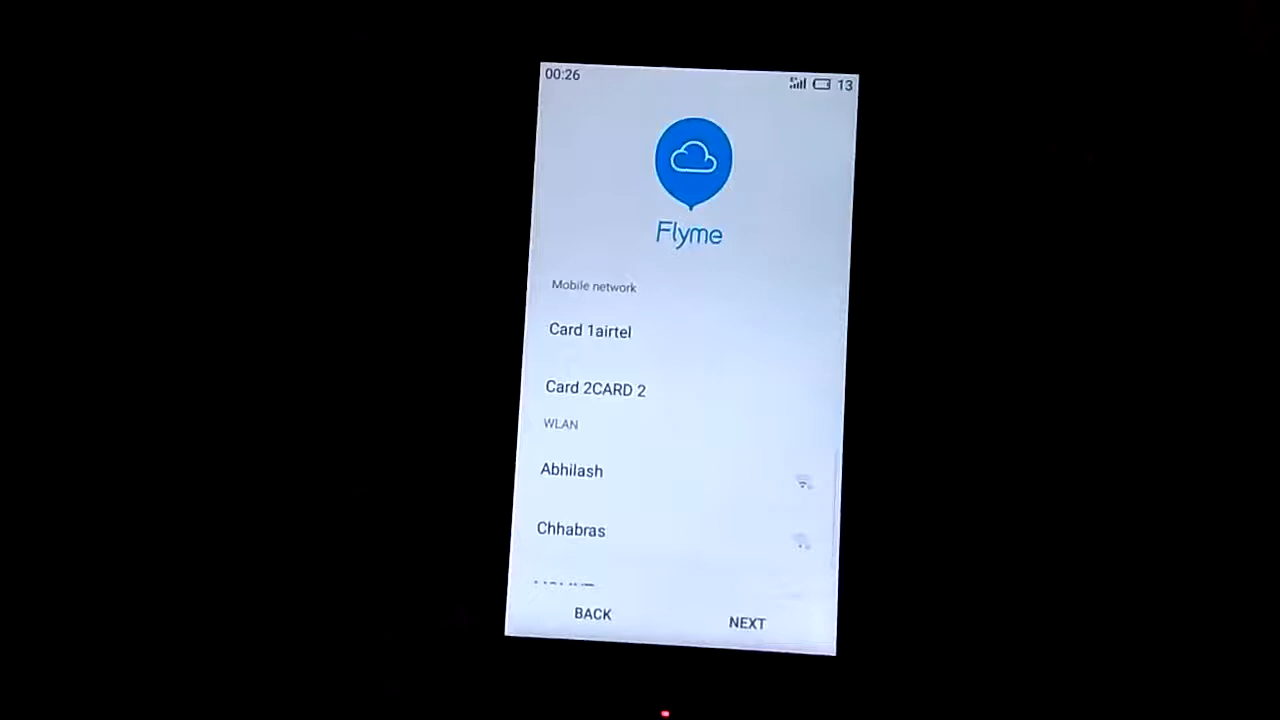 00:26
13
Flyme
Mobile network
Card 1airtel
Card 2CARD 2
WLAN
Abhilash
Chhabras
BACK
NEXT